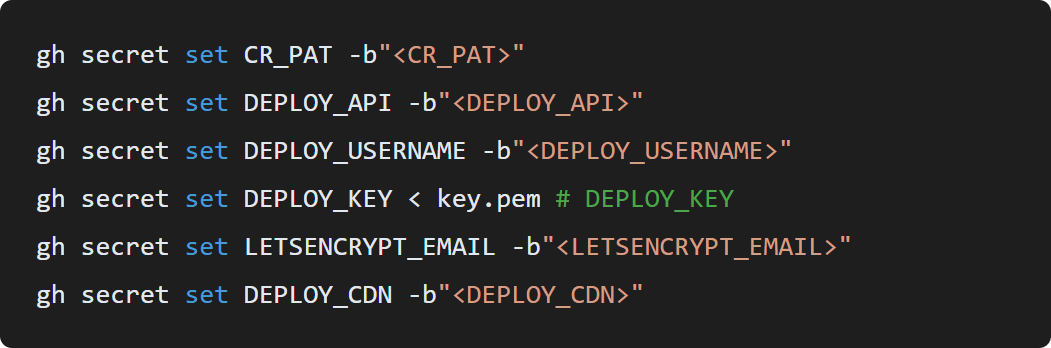 gh secret set CR_PAT -b"<CR_PAT>"
gh secret set DEPLOY_API -b"<DEPLOY_API>"
gh secret set DEPLOY_USERNAME -b"<DEPLOY_USERNAME>"
gh secret set DEPLOY_KEY < key.pem # DEPLOY_KEY
gh secret set LETSENCRYPT_EMAIL -b"<LETSENCRYPT_EMAIL>"
gh secret set DEPLOY_CDN -b"<DEPLOY_CDN>"